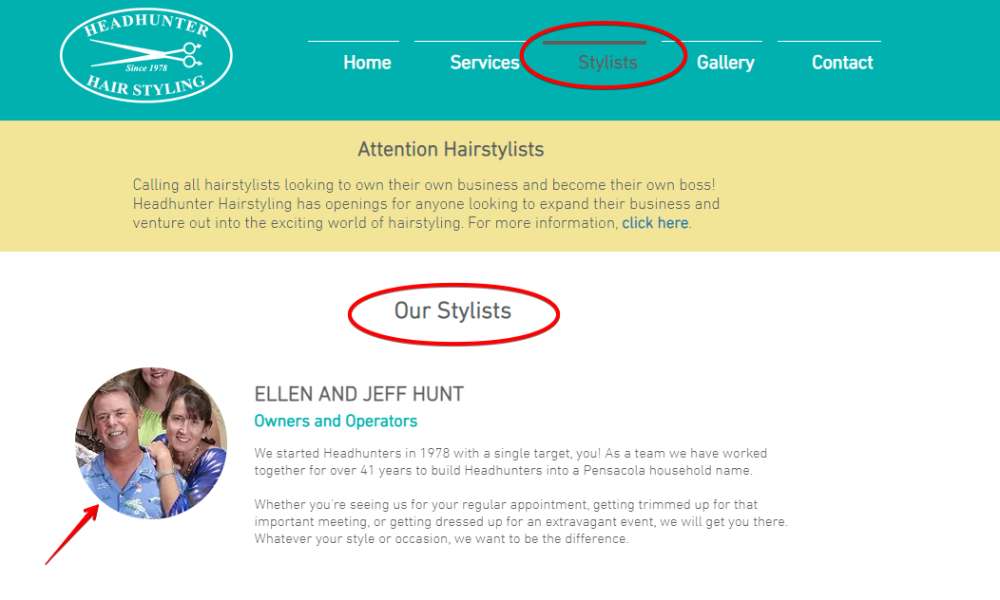 HEADHUNTER
Since 1978
HAIR STYLING
Home
Services
Stylists
Gallery
Contact
Attention Hairstylists
Calling all hairstylists looking to own their own business and become their own boss!
Headhunter Hairstyling has openings for anyone looking to expand their business and
venture out into the exciting world of hairstyling. For more information, click here.
Our Stylists
ELLEN AND JEFF HUNT
Owners and Operators
We started Headhunters in 1978 with a single target, you! As a team we have worked
together for over 41 years to build Headhunters into a Pensacola household name.
Whether you're seeing us for your regular appointment, getting trimmed up for that
important meeting, or getting dressed up for an extravagant event, we will get you there.
Whatever your style or occasion, we want to be the difference.